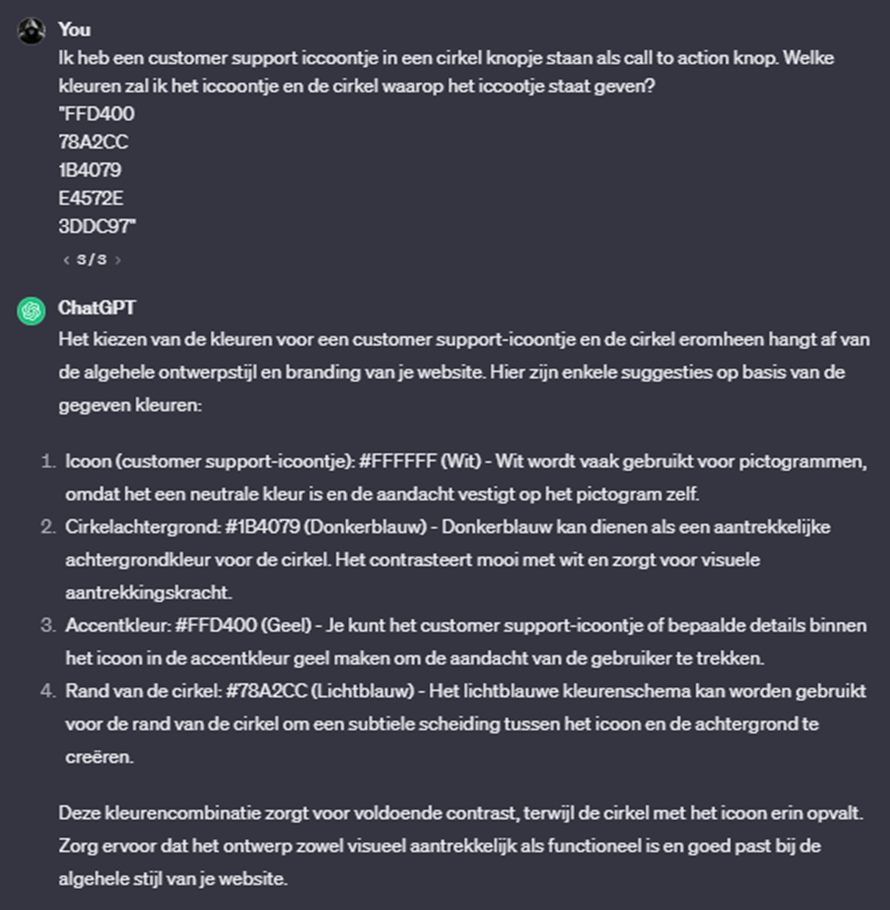 You
Ik heb een customer support iccoontje in een cirkel knopje staan als call to action knop. Welke
kleuren zal ik het iccoontje en de cirkel waarop het iccootje staat geven?
"FFD400
78A2CC
1B4079
E4572E
3DDC97"
< 3/3 >
ChatGPT
Het kiezen van de kleuren voor een customer support-icoontje en de cirkel eromheen hangt af van
de algehele ontwerpstijl en branding van je website. Hier zijn enkele suggesties op basis van de
gegeven kleuren:
1. Icoon (customer support-icoontje): #FFFFFF (Wit) - Wit wordt vaak gebruikt voor pictogrammen,
omdat het een neutrale kleur is en de aandacht vestigt op het pictogram zelf.
2. Cirkelachtergrond: #1B4079 (Donkerblauw) - Donkerblauw kan dienen als een aantrekkelijke
achtergrondkleur voor de cirkel. Het contrasteert mooi met wit en zorgt voor visuele
aantrekkingskracht.
3. Accentkleur: #FFD400 (Geel) - Je kunt het customer support-icoontje of bepaalde details binnen
het icoon in de accentkleur geel maken om de aandacht van de gebruiker te trekken.
4. Rand van de cirkel: #78A2CC (Lichtblauw) - Het lichtblauwe kleurenschema kan worden gebruikt
voor de rand van de cirkel om een subtiele scheiding tussen het icoon en de achtergrond te
creëren.
Deze kleurencombinatie zorgt voor voldoende contrast, terwijl de cirkel met het icoon erin opvalt.
Zorg ervoor dat het ontwerp zowel visueel aantrekkelijk als functioneel is en goed past bij de
algehele stijl van je website.